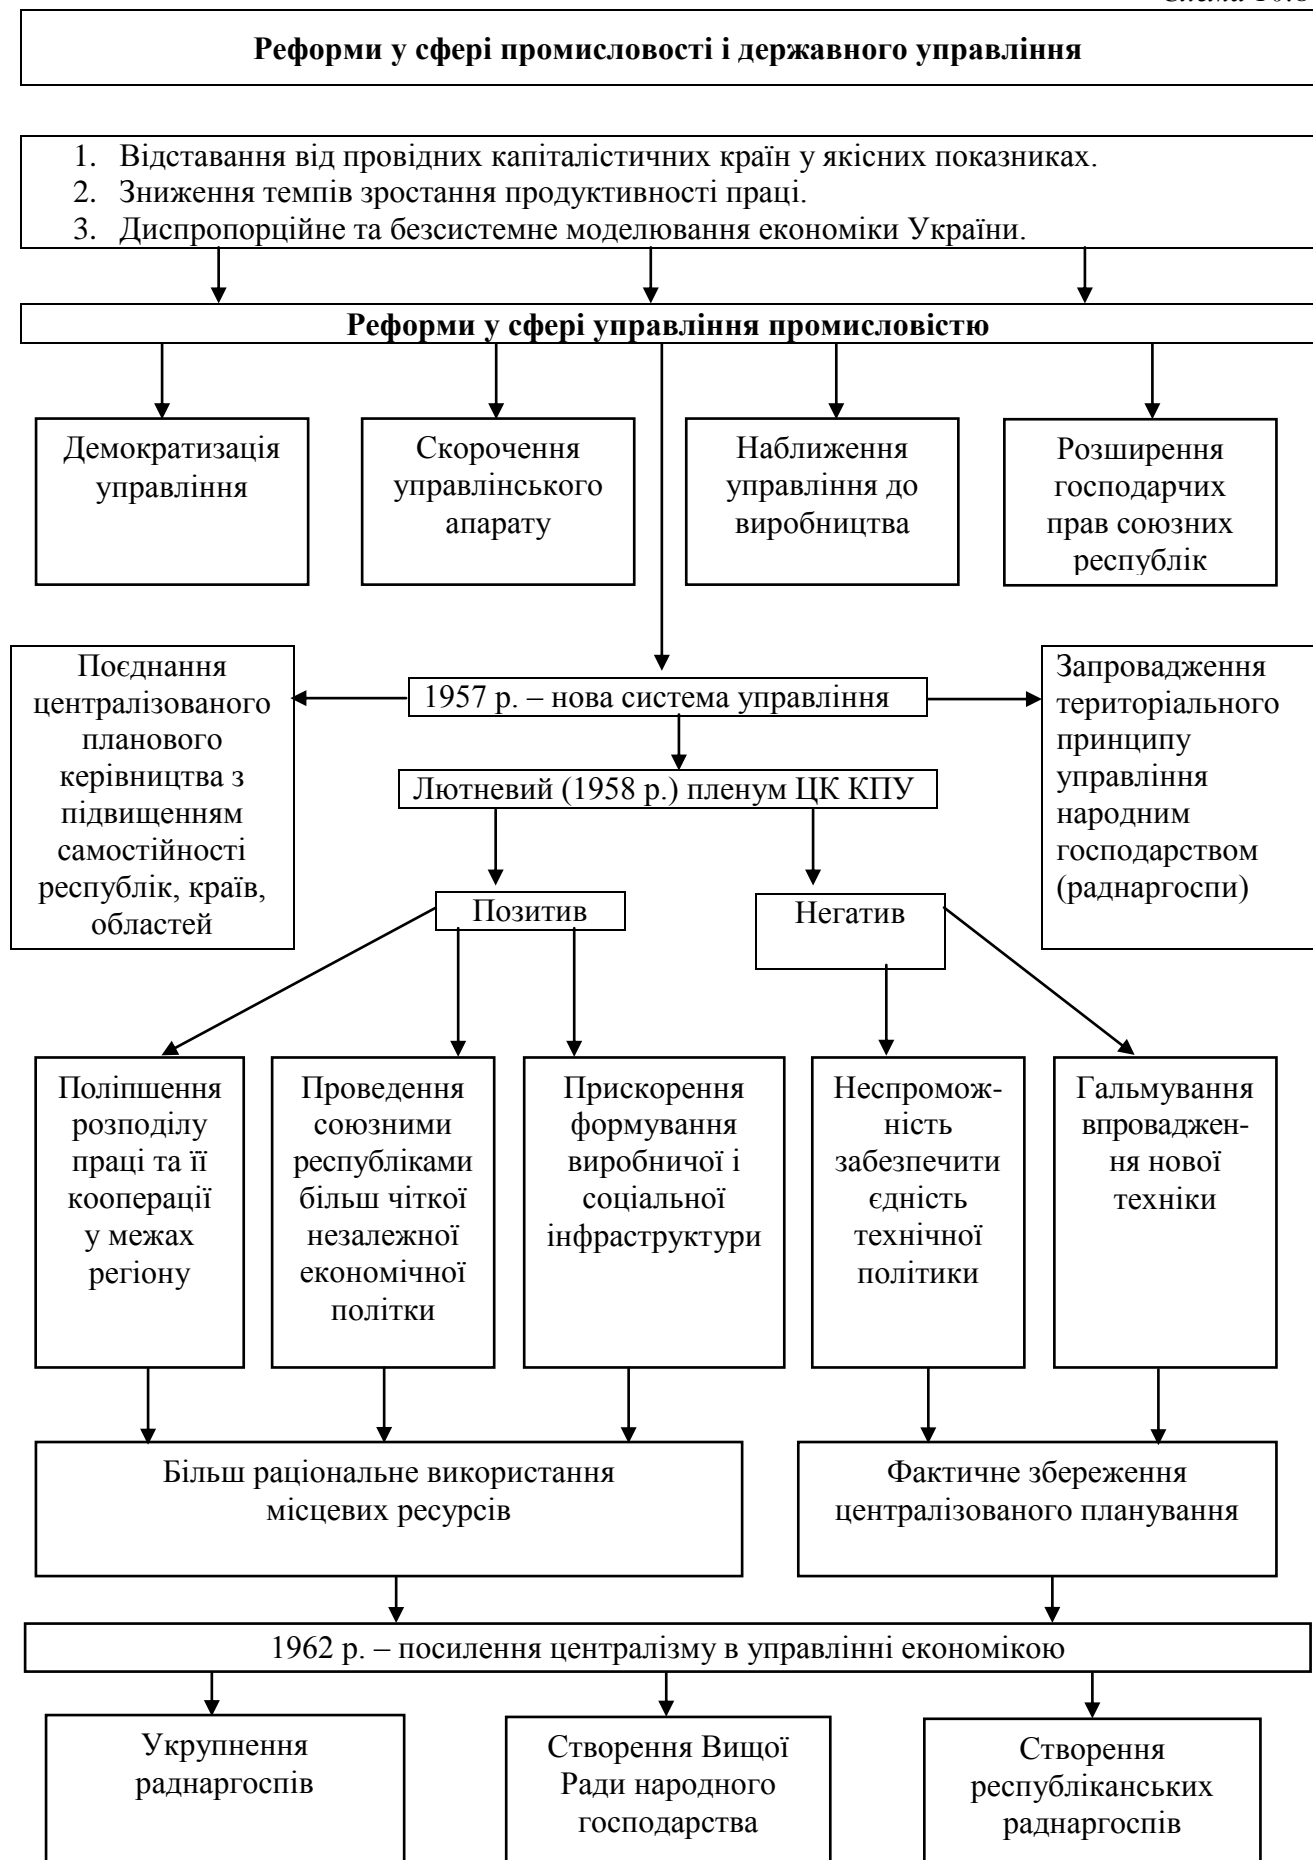 Реформи у сфері промисловості і державного управління
1. Відставання від провідних капіталістичних країн у якісних показниках.
2. Зниження темпів зростання продуктивності праці.
3. Диспропорційне та безсистемне моделювання економіки України.
Реформи у сфері управління промисловістю
Демократизація
управління
Скорочення
управлінського
апарату
Наближення
управління до
виробництва
Розширення
господарчих
прав союзних
республік
Поєднання
централізованого
планового
керівництва з
підвищенням
самостійності
республік, країв,
областей
1957 р. – нова система управління
Запровадження
територіального
принципу
управління
народним
господарством
(раднаргоспи)
Лютневий (1958 р.) пленум ЦК КПУ
Позитив
Негатив
Поліпшення
розподілу
праці та її
кооперації
у межах
регіону
Проведення
союзними
республіками
більш чіткої
незалежної
економічної
політки
Прискорення
формування
виробничої і
соціальної
інфраструктури
Неспромож-
ність
забезпечити
єдність
технічної
політики
Гальмування
впроваджен-
ня нової
техніки
Більш раціональне використання
місцевих ресурсів
Фактичне збереження
централізованого планування
1962 р. – посилення централізму в управлінні економікою
Укрупнення
раднаргоспів
Створення Вищої
Ради народного
господарства
Створення
республіканських
раднаргоспів